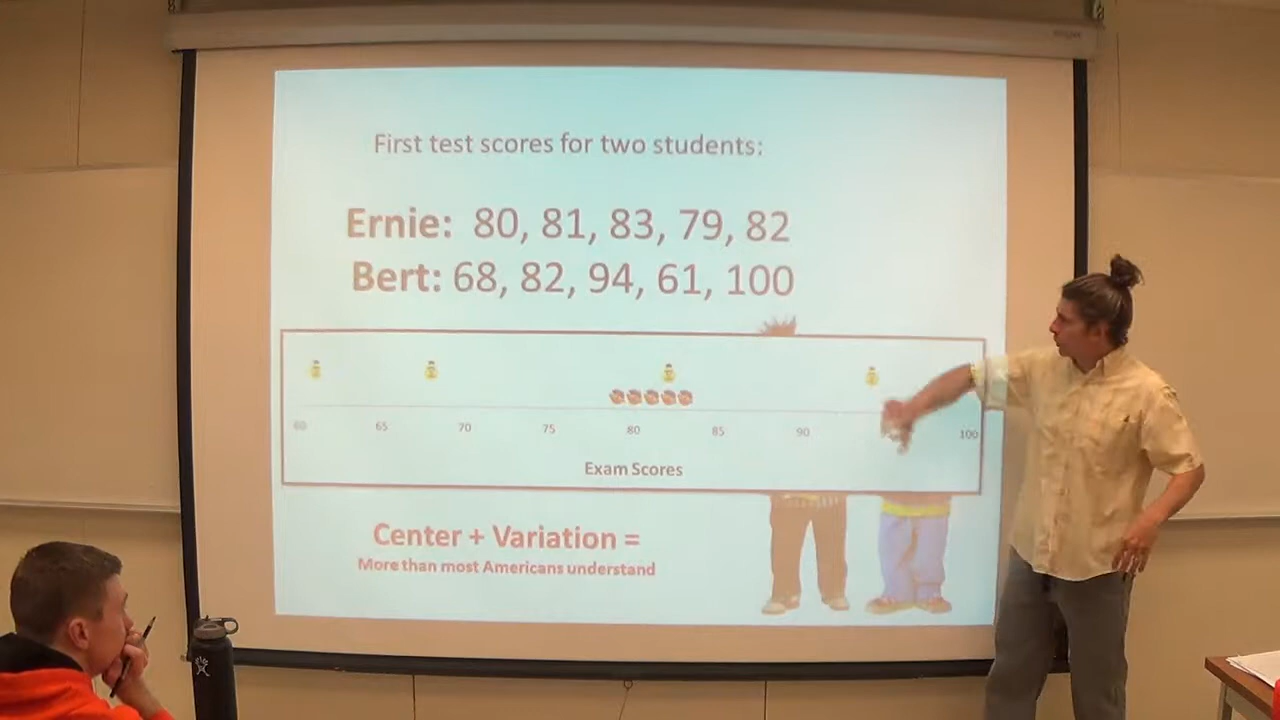 First test scores for two students:
Ernie: 80, 81, 83, 79, 82
Bert: 68, 82, 94, 61, 100
60 65 70 75 80 85 90 100
Exam Scores
Center + Variation =
More than most Americans understand